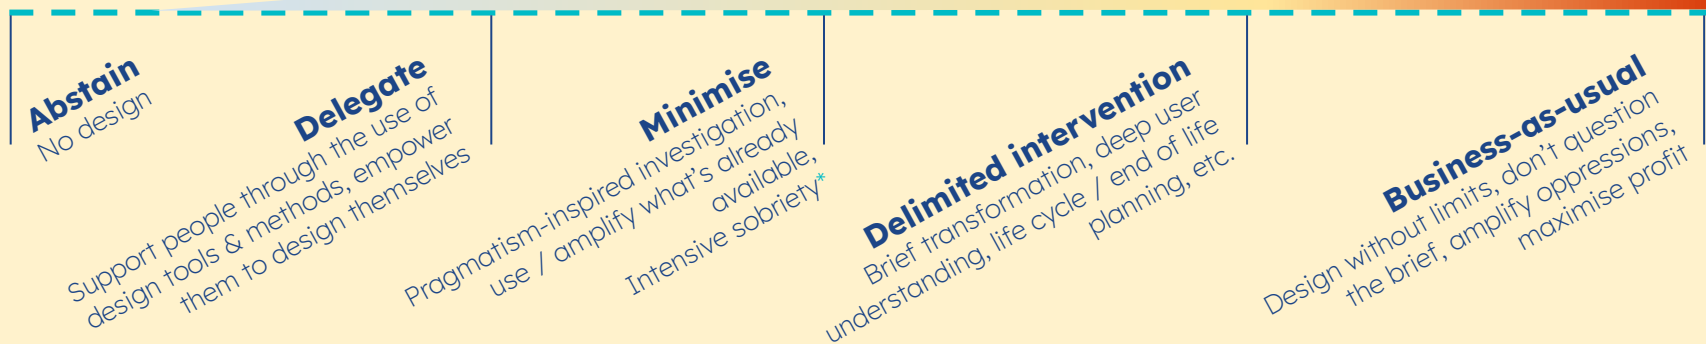 Abstain
No design
Delegate
Support people through the use of
design tools & methods, empower
them to design themselves
Minimise
Pragmatism-inspired investigation,
use / amplify what's already
available,
Intensive sobriety*
Delimited intervention
Brief transformation, deep user
understanding, life cycle / end of life
planning, etc.
Business-as-usual
Design without limits, don't question
the brief, amplify oppressions,
maximise profit